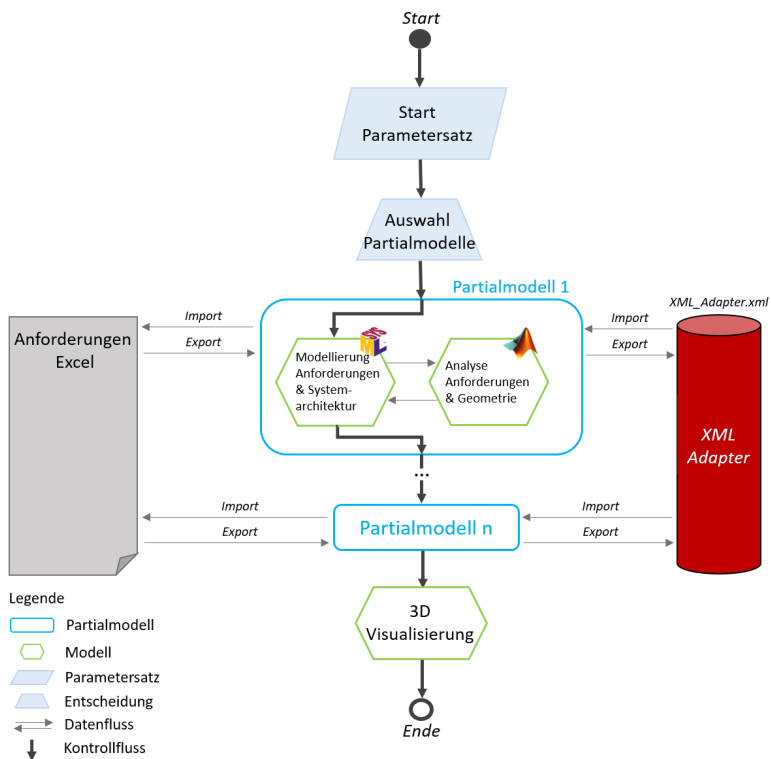 Start
Start
Parametersatz
Auswahl
Partialmodelle
Partialmodell 1
XML_Adapter.xml
Import
Export
Anforderungen
Excel
Modellierung
Anforderungen
& System-
architektur
Analyse
Anforderungen
& Geometrie
Import
Export
XML
Adapter
...
Import
Export
Partialmodell n
Import
Export
3D
Visualisierung
Ende
Legende
Partialmodell
Modell
Parametersatz
Entscheidung
Datenfluss
Kontrollfluss